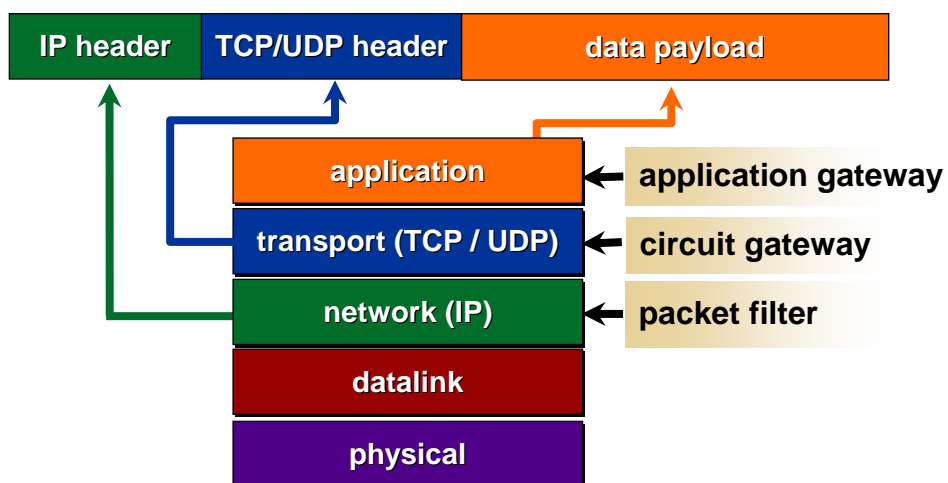 IP header
TCP/UDP header
data payload
application
application gateway
transport (TCP / UDP)
circuit gateway
network (IP)
packet filter
datalink
physical